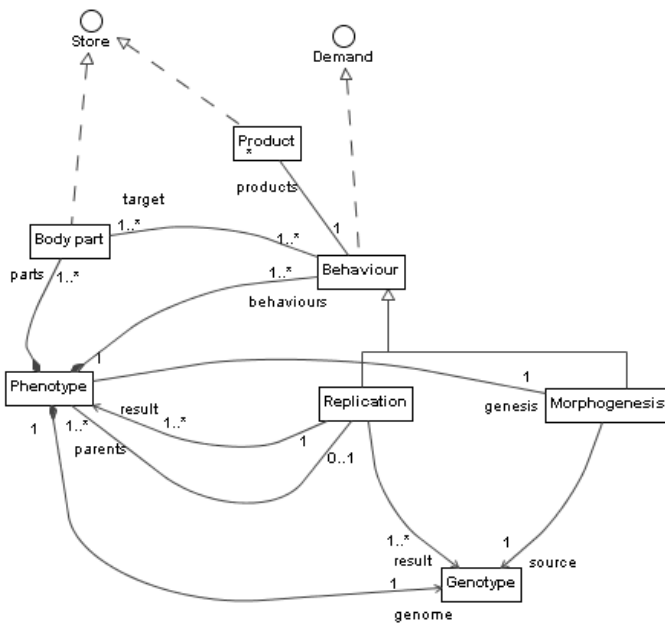 Store
Demand
Product
*
products
target
1..*
1..*
1
Body part
Behaviour
parts
1..*
1..*
behaviours
1
Phenotype
1
Replication
Morphogenesis
result
1..*
genesis
1
1..*
1
parents
0..1
1..*
1
result
source
Genotype
1
genome